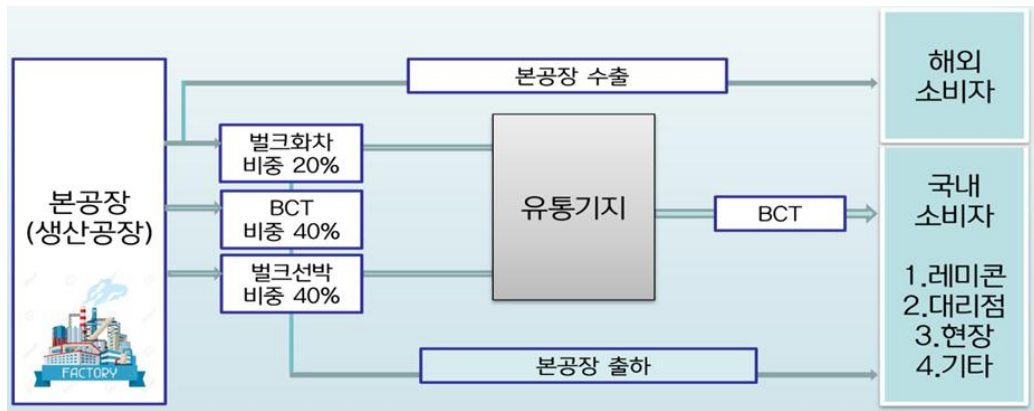 본공장
(생산공장)
FACTORY
본공장 수출
벌크화차
비중 20%
BCT
비중 40%
벌크선박
비중 40%
유통기지
BCT
본공장 출하
해외
소비자
국내
소비자
1.레미콘
2.대리점
3.현장
4.기타